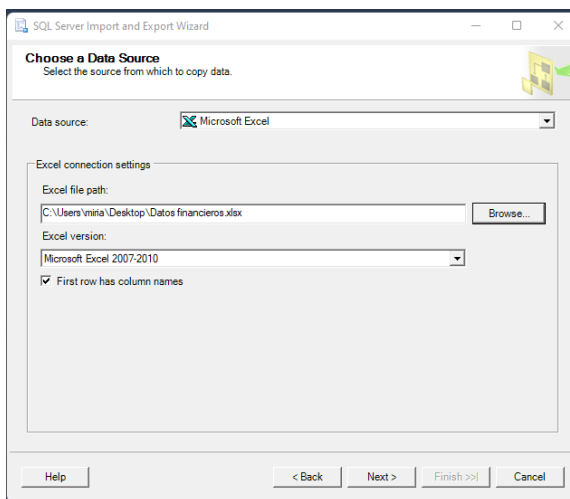 SQL Server Import and Export Wizard
Choose a Data Source
Select the source from which to copy data.
Data source: Microsoft Excel
Excel connection settings
Excel file path:
C:\Users\miria\Desktop\Datos financieros.xlsx Browse...
Excel version:
Microsoft Excel 2007-2010
First row has column names
Help < Back Next > Finish >>| Cancel